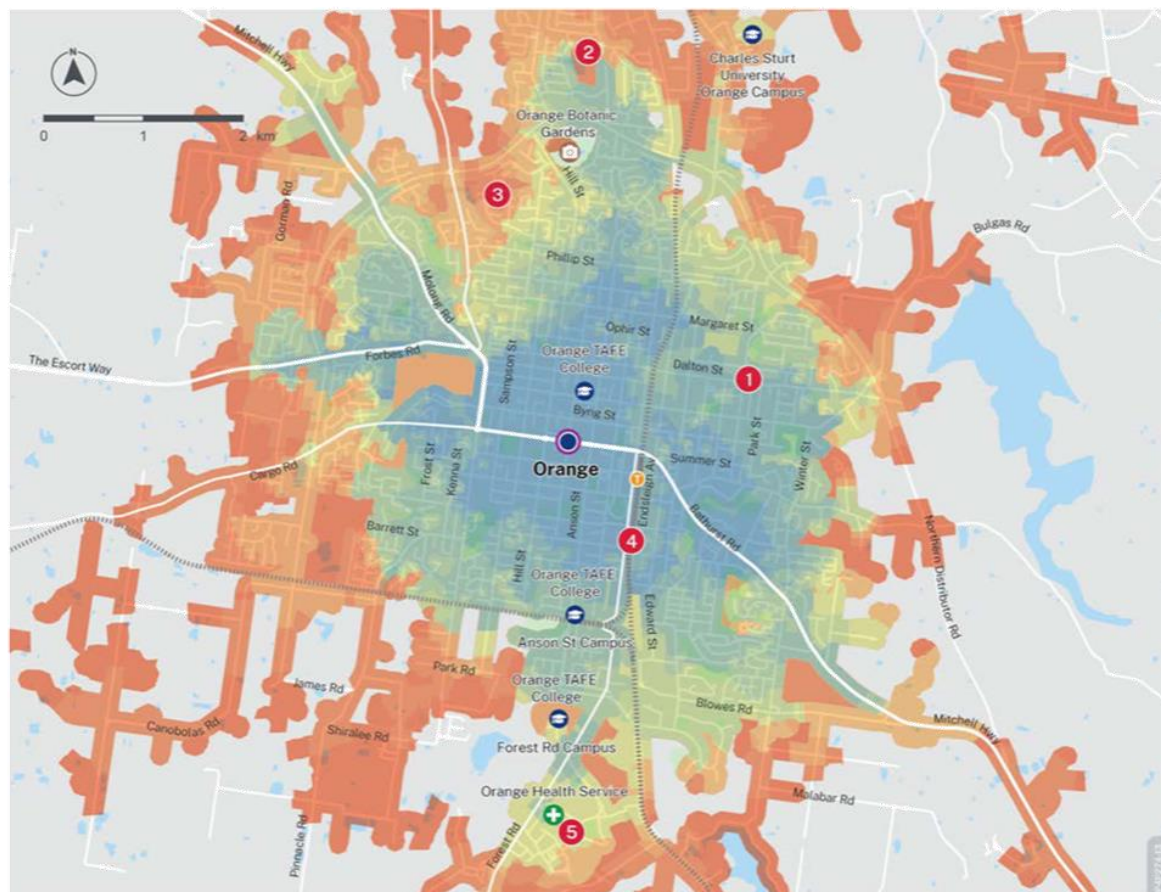 N
0 1 2 km
Mitchell Hwy
2
Charles Sturt
University
Orange Campus
Orange Botanic
Gardens
Hill St
3
Gorman Rd
Bulgas Rd
Phillip St
Molong Rd
Ophir St
Margaret St
The Escort Way
Forbes Rd
Sampson St
Orange TAFE
College
Dalton St
1
Byng St
Park St
Orange
Summer St
Winter St
Frost St
Kenna St
Cargo Rd
Endsleigh Av
T
Anson St
Bathurst Rd
Barrett St
4
Northern Distributor Rd
Hill St
Orange TAFE
College
Edward St
Anson St Campus
Park Rd
Orange TAFE
College
James Rd
Blowes Rd
Canobolas Rd
Shiralee Rd
Forest Rd Campus
Mitchell Hwy
Orange Health Service
Malabar Rd
5
Pinnacle Rd
Forest Rd